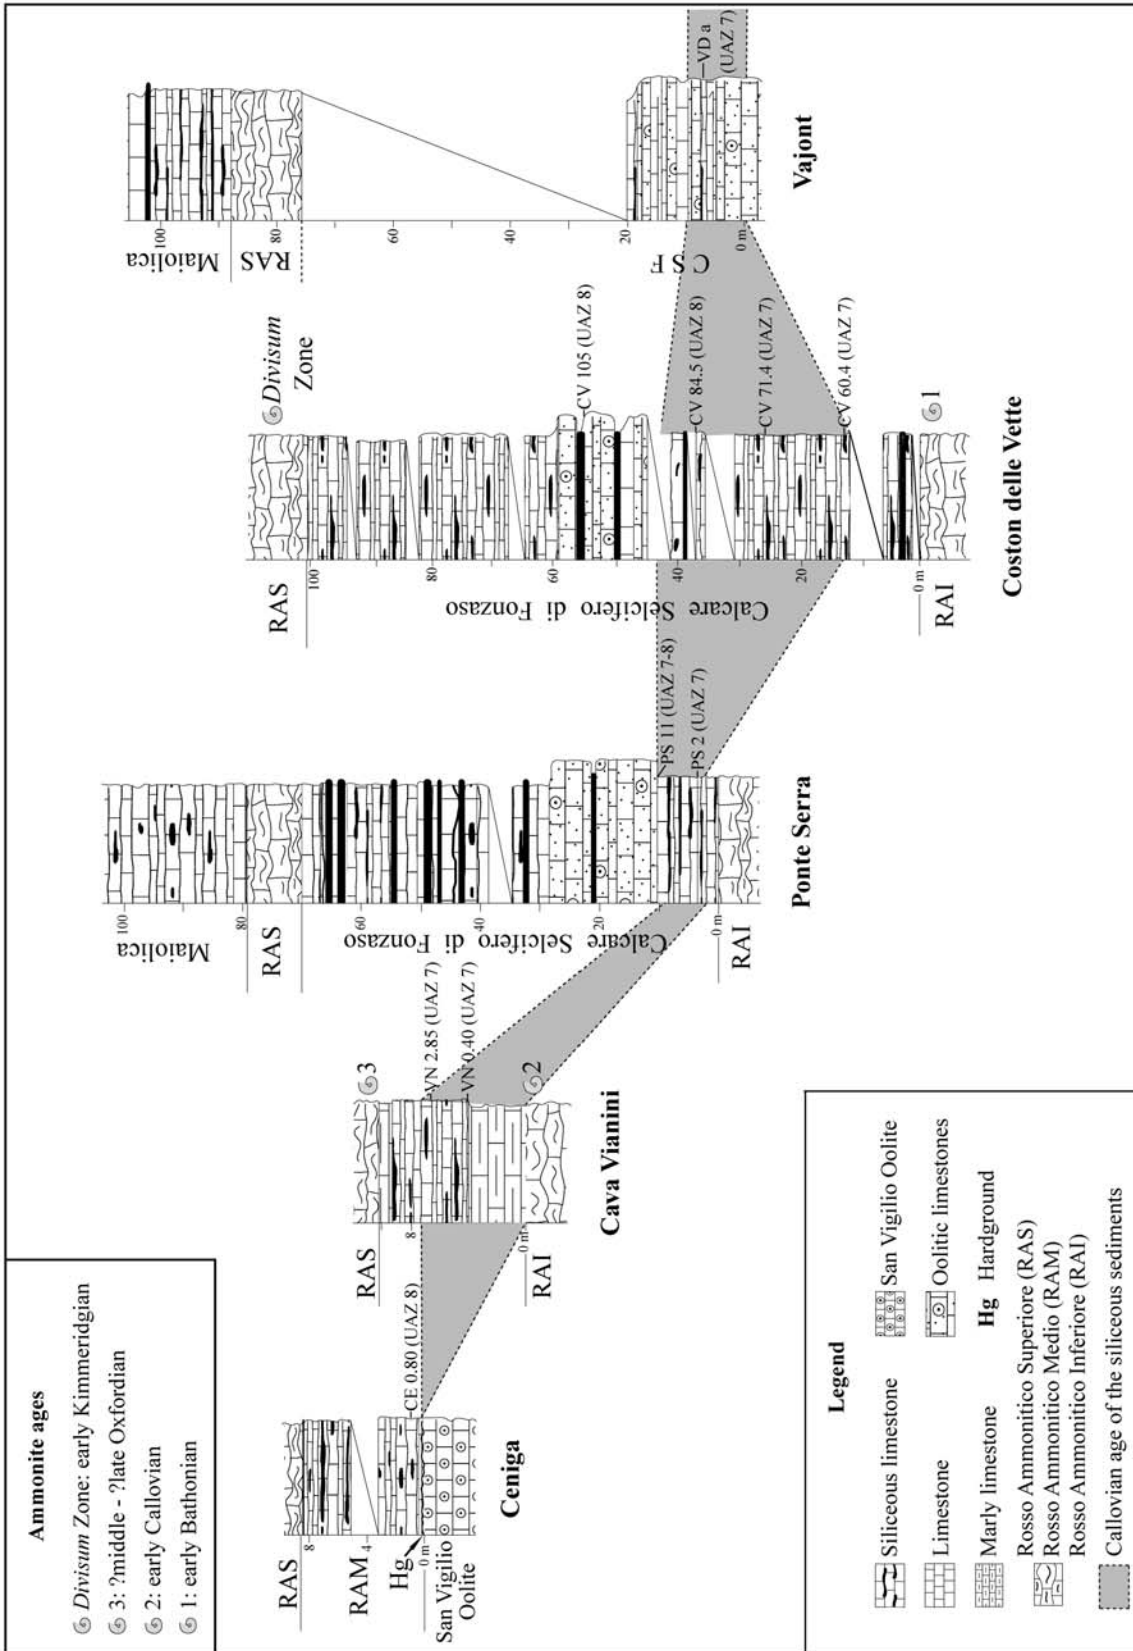 Ammonite ages
Divisum Zone: early Kimmeridgian
3: ?middle - ?late Oxfordian
2: early Callovian
1: early Bathonian
RAS
8
RAM
4
Hg
0 m
San Vigilio
Oolite
CE 0.80 (UAZ 8)
Ceniga
3
RAS
8
VN 2.85 (UAZ 7)
VN 0.40 (UAZ 7)
0 m
2
RAI
Cava Vianini
Maiolica
100
80
RAS
60
Calcare Selcifero di Fonzaso
40
20
PS 11 (UAZ 7-8)
PS 2 (UAZ 7)
0 m
RAI
Ponte Serra
Divisum
Zone
RAS
100
80
60
Calcare Selcifero di Fonzaso
40
20
0 m
CV 105 (UAZ 8)
CV 84.5 (UAZ 8)
CV 71.4 (UAZ 7)
CV 60.4 (UAZ 7)
1
RAI
Coston delle Vette
Maiolica
100
RAS
80
60
40
20
CSF
0 m
VD a
(UAZ 7)
Vajont
Legend
Siliceous limestone
San Vigilio Oolite
Limestone
Oolitic limestones
Marly limestone
Hg Hardground
Rosso Ammonitico Superiore (RAS)
Rosso Ammonitico Medio (RAM)
Rosso Ammonitico Inferiore (RAI)
Callovian age of the siliceous sediments